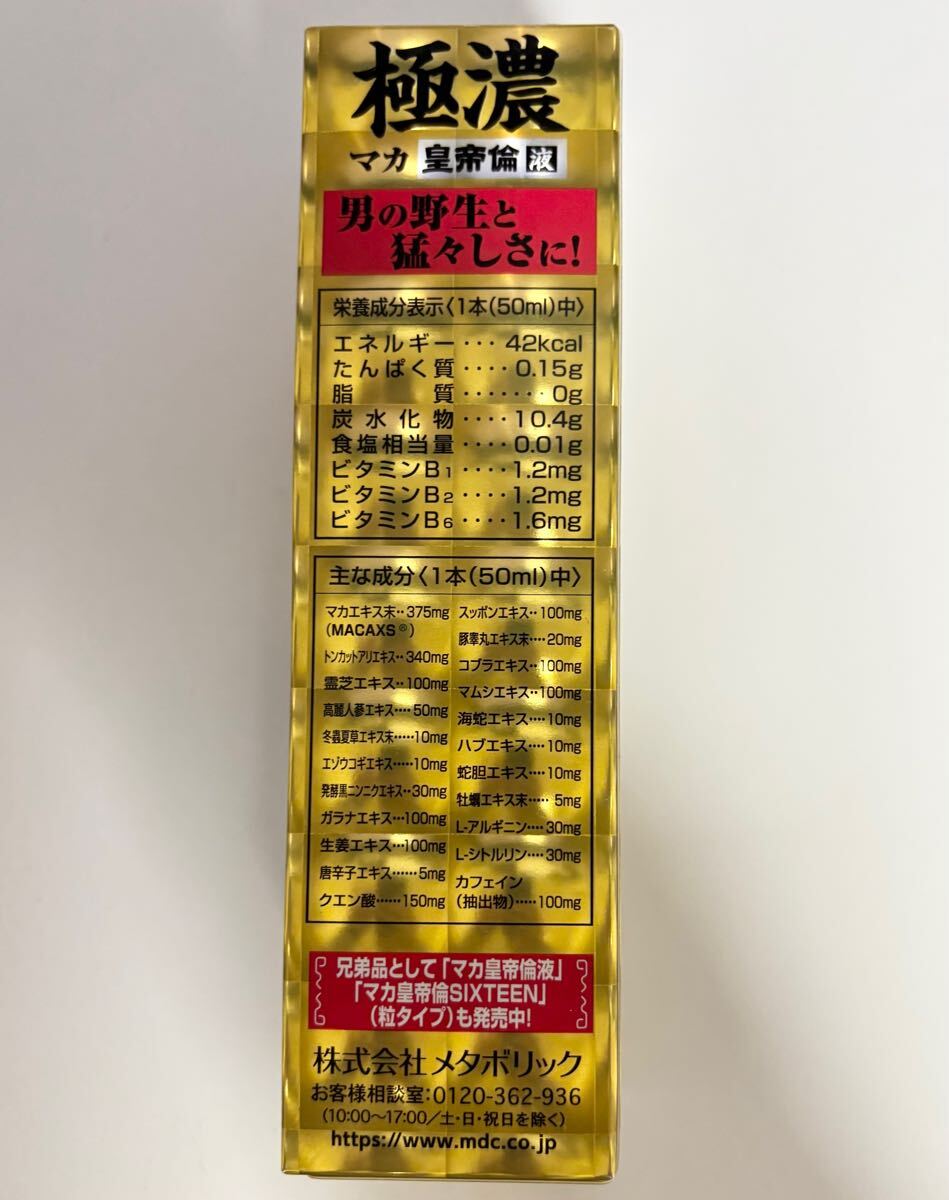 極濃
マカ 皇帝倫 液
男の野生と
猛々しさに!
栄養成分表示〈1本(50ml)中〉
エネルギー‥‥42kcal
たんぱく質‥‥0.15g
脂質‥‥‥‥0g
炭水化物‥‥10.4g
食塩相当量‥‥0.01g
ビタミンB1‥‥1.2mg
ビタミンB2‥‥1.2mg
ビタミンB6‥‥1.6mg
主な成分〈1本(50ml)中〉
マカエキス末‥375mg
(MACAXS®)
トンカットアリエキス‥340mg
霊芝エキス‥100mg
高麗人参エキス‥‥50mg
冬蟲夏草エキス末‥‥‥10mg
エゾウコギエキス‥‥‥10mg
発酵黒ニンニクエキス‥30mg
ガラナエキス‥‥100mg
生姜エキス‥‥100mg
唐辛子エキス‥‥‥5mg
クエン酸‥‥‥150mg
スッポンエキス‥100mg
豚睾丸エキス末‥‥20mg
コブラエキス‥100mg
マムシエキス‥100mg
海蛇エキス‥‥10mg
ハブエキス‥‥10mg
蛇胆エキス‥‥10mg
牡蠣エキス末‥‥‥5mg
L-アルギニン‥‥30mg
L-シトルリン‥‥30mg
カフェイン
(抽出物)‥‥‥100mg
兄弟品として「マカ皇帝倫液」
「マカ皇帝倫SIXTEEN」
(粒タイプ)も発売中!
株式会社メタボリック
お客様相談室:0120-362-936
(10:00〜17:00/土・日・祝日を除く)
https://www.mdc.co.jp